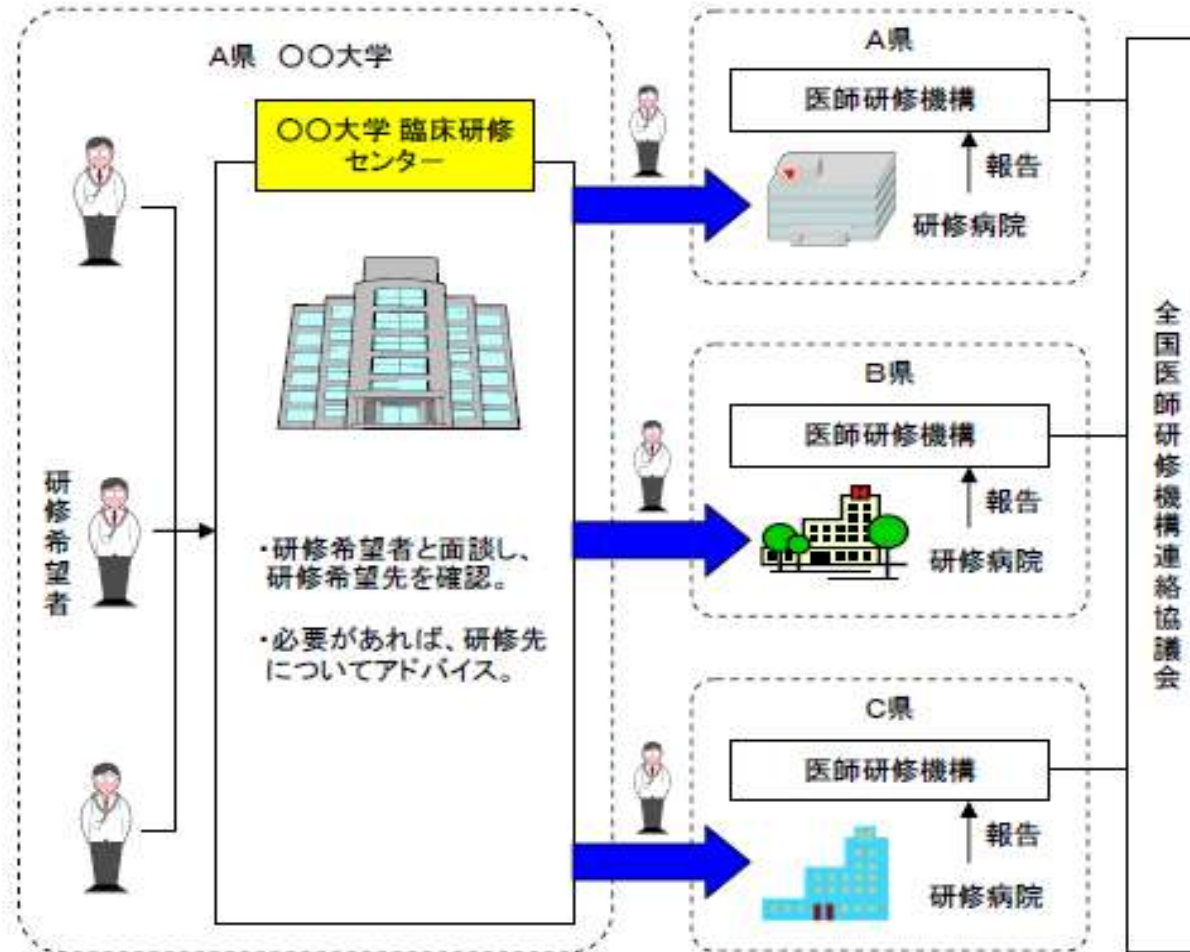 A県 〇〇大学
〇〇大学 臨床研修
センター
研修希望者
・研修希望者と面談し、
研修希望先を確認。
・必要があれば、研修先
についてアドバイス。
A県
医師研修機構
報告
研修病院
B県
医師研修機構
報告
研修病院
C県
医師研修機構
報告
研修病院
全国医師研修機構連絡協議会